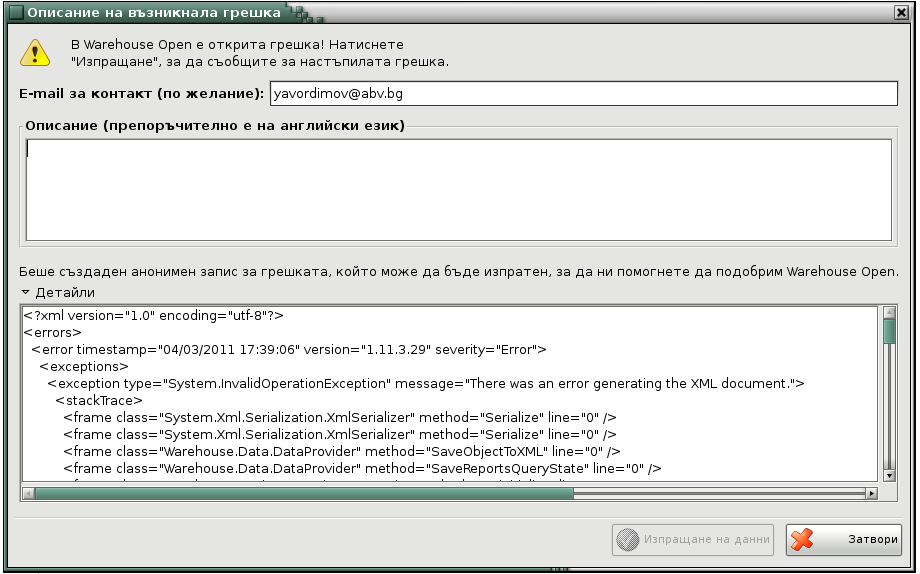 Описание на възникнала грешка
В Warehouse Open е открита грешка! Натиснете
"Изпращане", за да съобщите за настъпилата грешка.
E-mail за контакт (по желание): yavordimov@abv.bg
Описание (препоръчително е на английски език)
Беше създаден анонимен запис за грешката, който може да бъде изпратен, за да ни помогнете да подобрим Warehouse Open.
Детайли
<?xml version="1.0" encoding="utf-8"?>
<errors>
<error timestamp="04/03/2011 17:39:06" version="1.11.3.29" severity="Error">
<exceptions>
<exception type="System.InvalidOperationException" message="There was an error generating the XML document.">
<stackTrace>
<frame class="System.Xml.Serialization.XmlSerializer" method="Serialize" line="0" />
<frame class="System.Xml.Serialization.XmlSerializer" method="Serialize" line="0" />
<frame class="Warehouse.Data.DataProvider" method="SaveObjectToXML" line="0" />
<frame class="Warehouse.Data.DataProvider" method="SaveReportsQueryState" line="0" />
Изпращане на данни
Затвори